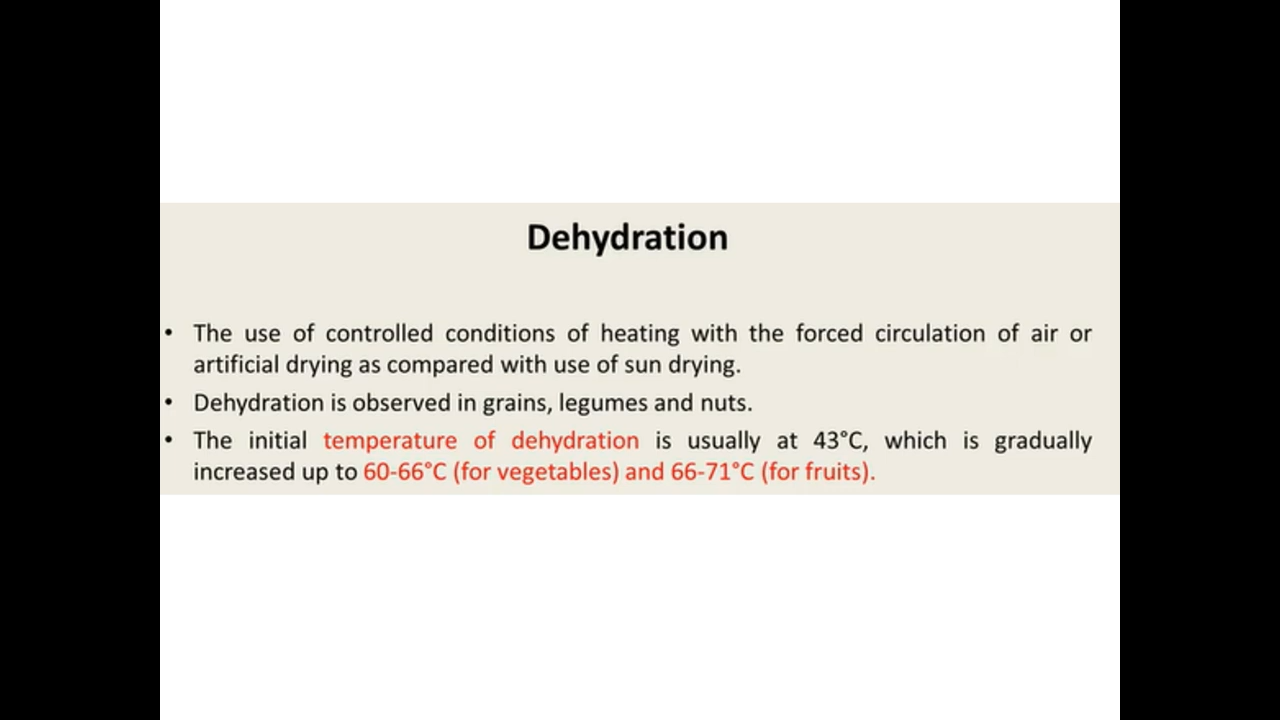 Dehydration
• The use of controlled conditions of heating with the forced circulation of air or
artificial drying as compared with use of sun drying.
• Dehydration is observed in grains, legumes and nuts.
• The initial temperature of dehydration is usually at 43°C, which is gradually
increased up to 60-66°C (for vegetables) and 66-71°C (for fruits).